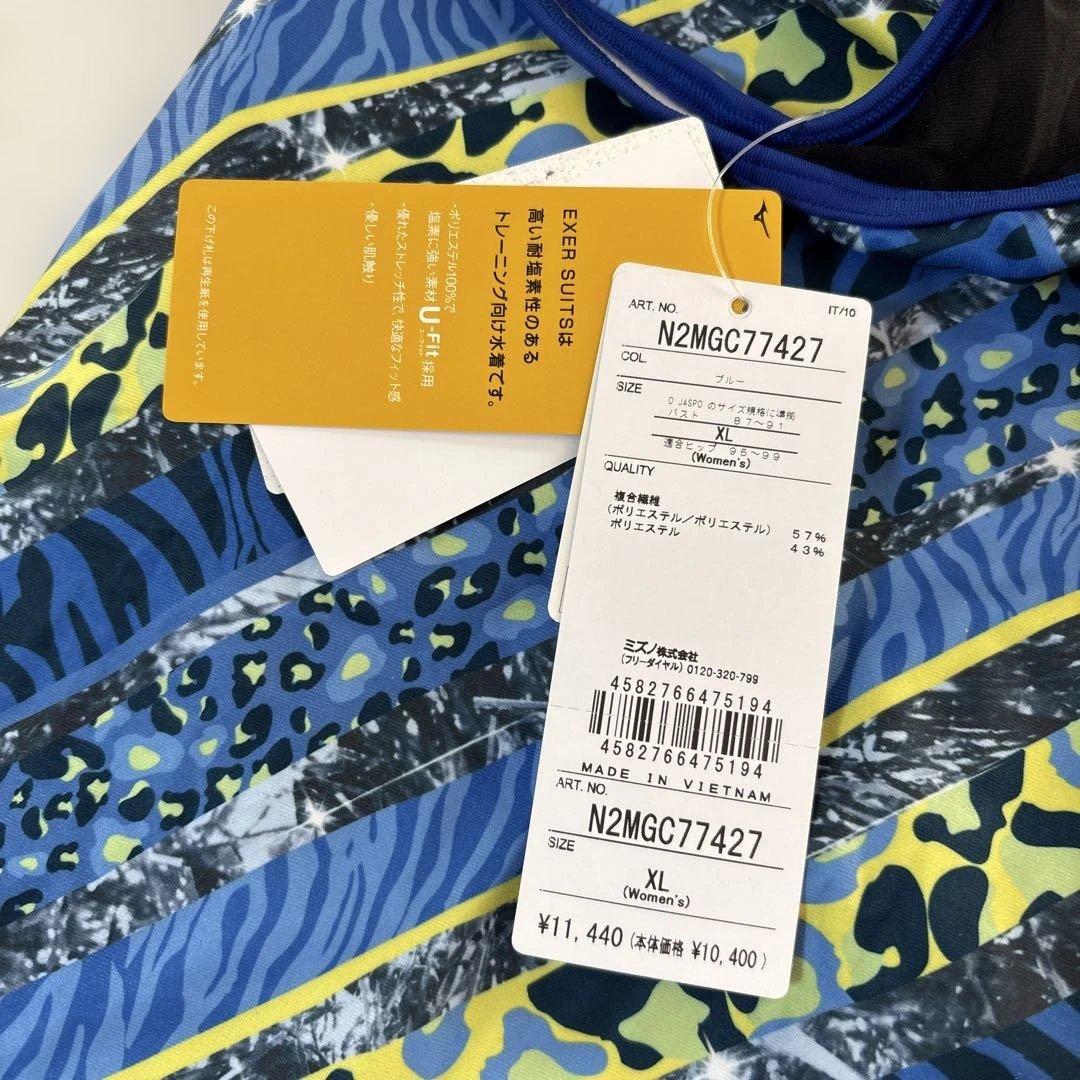 EXER SUITSは
高い耐塩素性のある
トレーニング向け水着です。
・ポリエステル100%で
塩素に強い素材 U-Fit 採用
ユーフィット
・優れたストレッチ性で、快適なフィット感
・優しい肌触り
この下げ札は再生紙を使用しています。
IT/10
ART. NO.
N2MGC77427
COL.
ブルー
SIZE
O JASPO のサイズ規格に準拠
バスト 87〜91
XL
適合ヒップ 95〜99
(Women's)
QUALITY
複合繊維
(ポリエステル/ポリエステル) 57%
ポリエステル 43%
ミズノ株式会社
(フリーダイヤル) 0120-320-799
4582766475194
4582766475194
MADE IN VIETNAM
ART. NO.
N2MGC77427
SIZE
XL
(Women's)
¥11,440 (本体価格 ¥10,400)